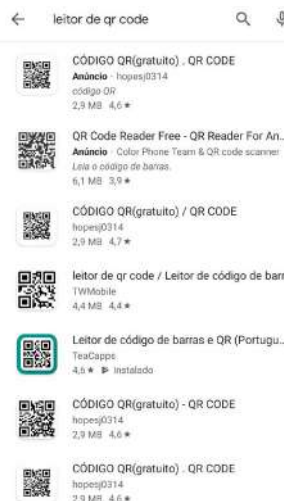 leitor de qr code
CÓDIGO QR(gratuito) . QR CODE
Anúncio · hopesj0314
código QR
2,9 MB 4,6★
QR Code Reader Free - QR Reader For An...
Anúncio · Color Phone Team & QR code scanner
Leia o código de barras.
6,1 MB 3,9★
CÓDIGO QR(gratuito) / QR CODE
hopesj0314
2,9 MB 4,7★
leitor de qr code / Leitor de código de barr
TWMobile
4,4 MB 4,4★
Leitor de código de barras e QR (Portugu...
TeaCapps
4,6★ Instalado
CÓDIGO QR(gratuito) - QR CODE
hopesj0314
2,9 MB 4,6★
CÓDIGO QR(gratuito) . QR CODE
hopesj0314
2,9 MB 4,6★